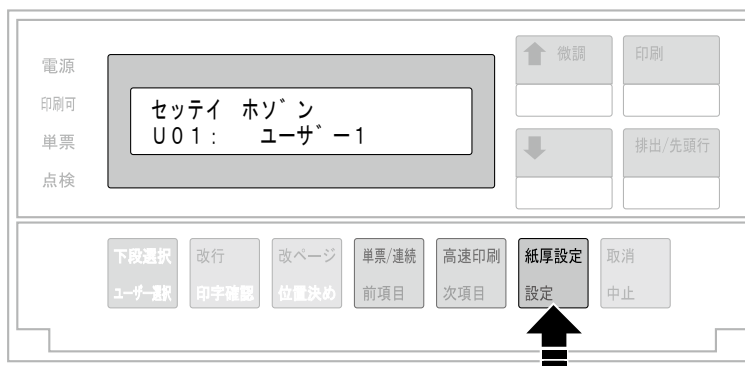 電源
印刷可
単票
点検
セッテイ ホゾン
U01: ユーザー1
微調
印刷
排出/先頭行
下段選択 改行 改ページ 単票/連続 高速印刷 紙厚設定 取消
ユーザー選択 印字確認 位置決め 前項目 次項目 設定 中止